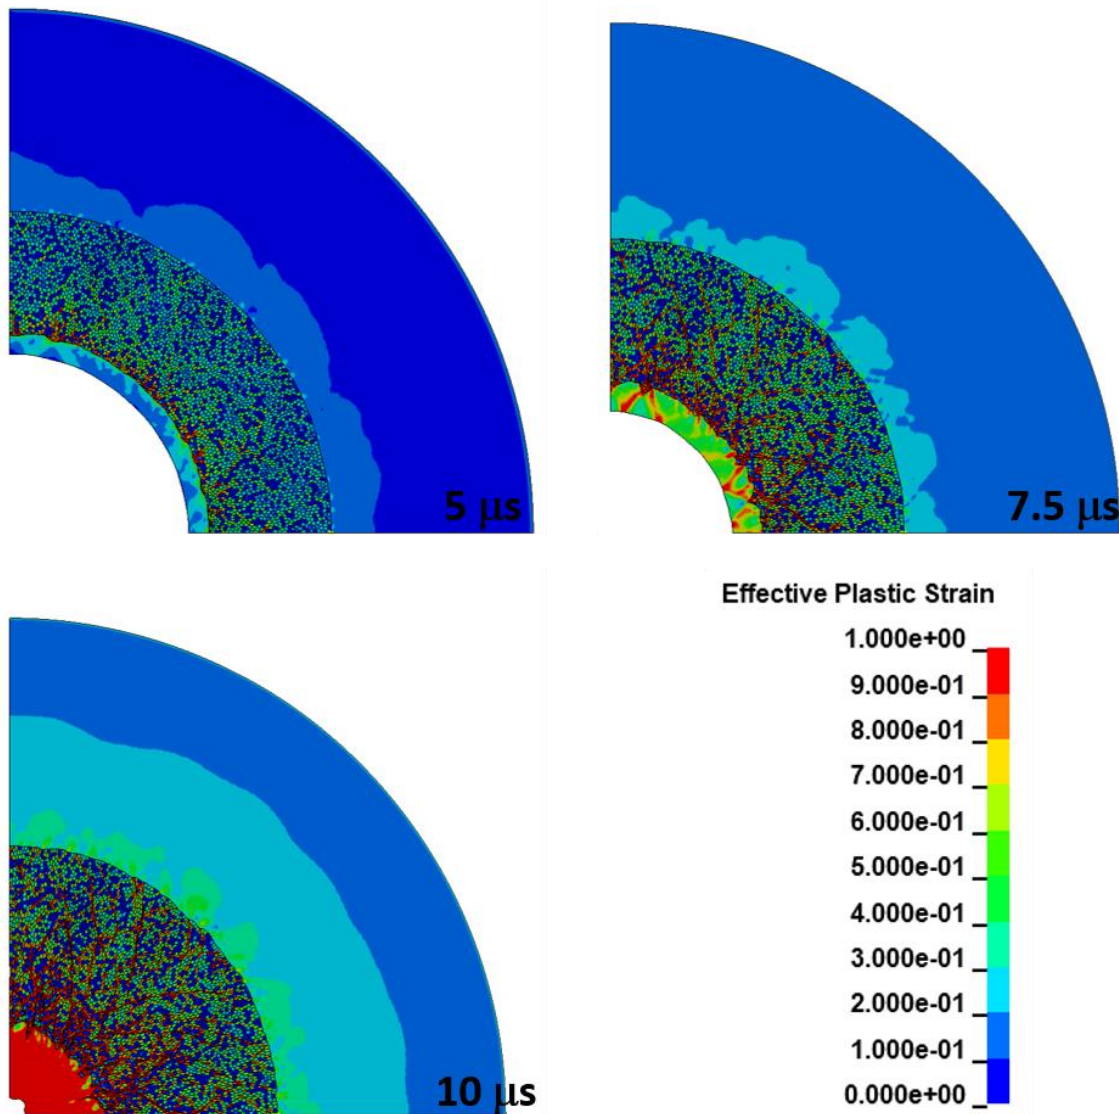 5 μs
7.5 μs
10 μs
Effective Plastic Strain
1.000e+00
9.000e-01
8.000e-01
7.000e-01
6.000e-01
5.000e-01
4.000e-01
3.000e-01
2.000e-01
1.000e-01
0.000e+00